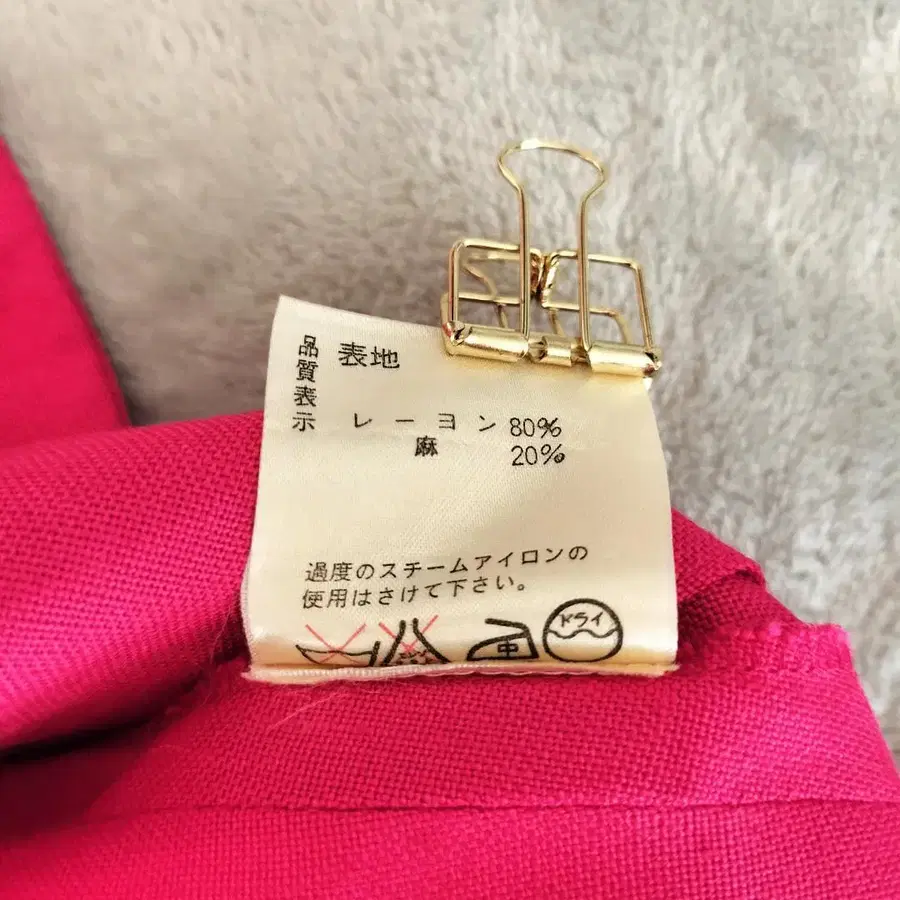 品質表示
表地
レーヨン 80%
麻 20%
過度のスチームアイロンの
使用はさけて下さい。
中
ドライ